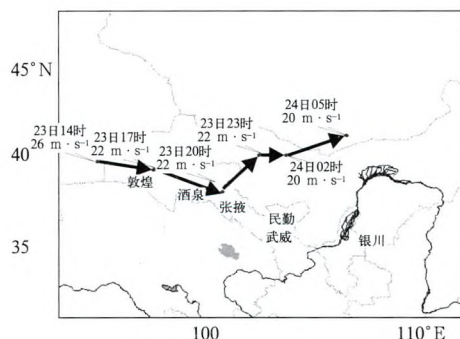 45°N
23日23时
22 m·s⁻¹
24日05时
20 m·s⁻¹
23日14时
26 m·s⁻¹
23日17时
22 m·s⁻¹
23日20时
22 m·s⁻¹
40
24日02时
20 m·s⁻¹
敦煌
酒泉
张掖
民勤
武威
银川
35
100
110°E